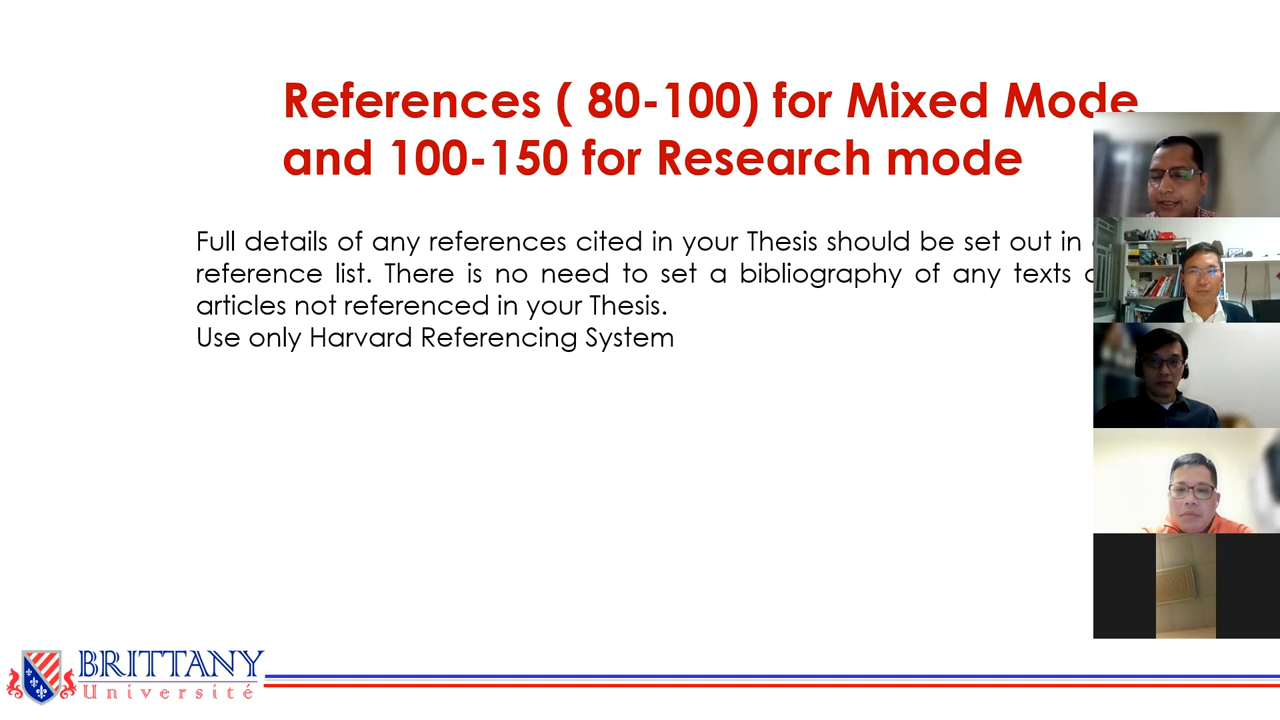 References ( 80-100) for Mixed Mode
and 100-150 for Research mode
Full details of any references cited in your Thesis should be set out in
reference list. There is no need to set a bibliography of any texts
articles not referenced in your Thesis.
Use only Harvard Referencing System
BRITTANY
Université